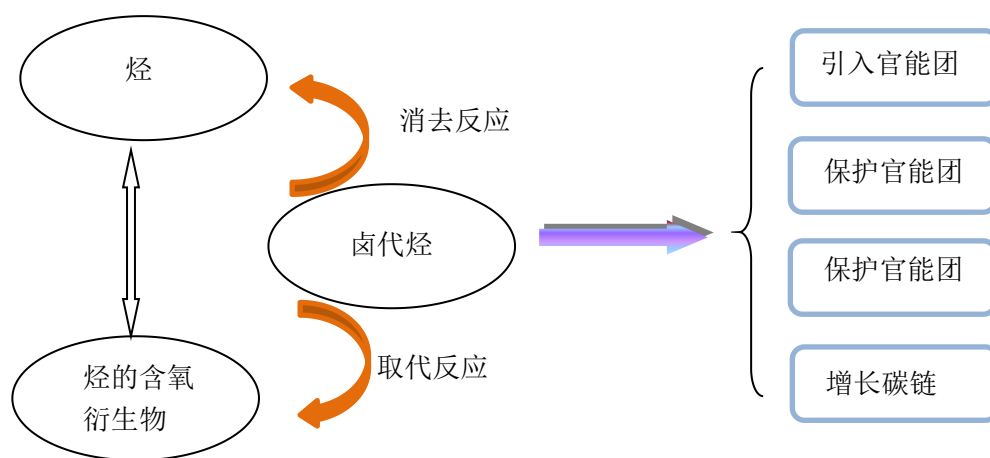 烃
消去反应
卤代烃
取代反应
烃的含氧
衍生物
引入官能团
保护官能团
保护官能团
增长碳链